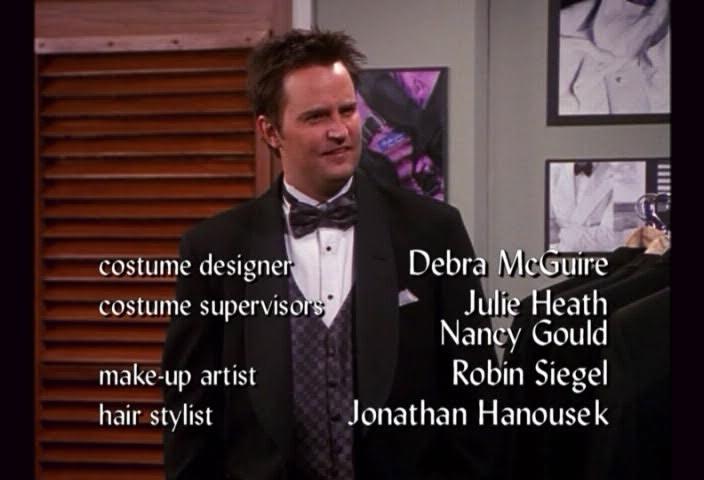 costume designer Debra McGuire
costume supervisors Julie Heath
Nancy Gould
make-up artist Robin Siegel
hair stylist Jonathan Hanousek